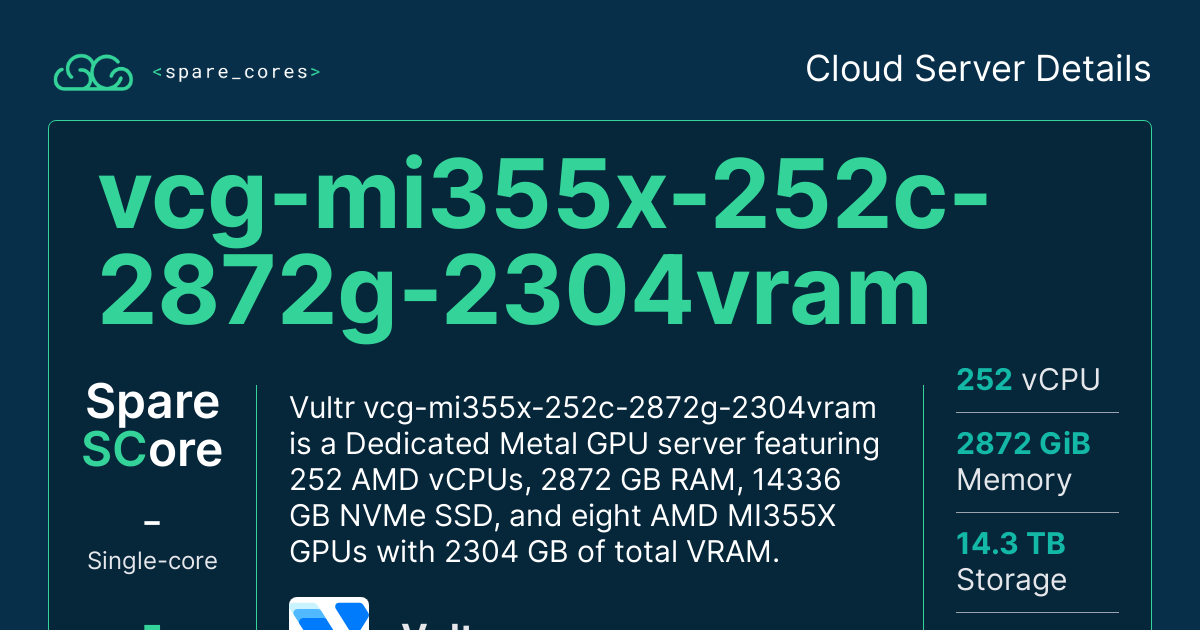 <spare_cores>
Cloud Server Details
vcg-mi355x-252c-
2872g-2304vram
Spare
SCore
–
Single-core
Vultr vcg-mi355x-252c-2872g-2304vram
is a Dedicated Metal GPU server featuring
252 AMD vCPUs, 2872 GB RAM, 14336
GB NVMe SSD, and eight AMD MI355X
GPUs with 2304 GB of total VRAM.
252 vCPU
2872 GiB
Memory
14.3 TB
Storage